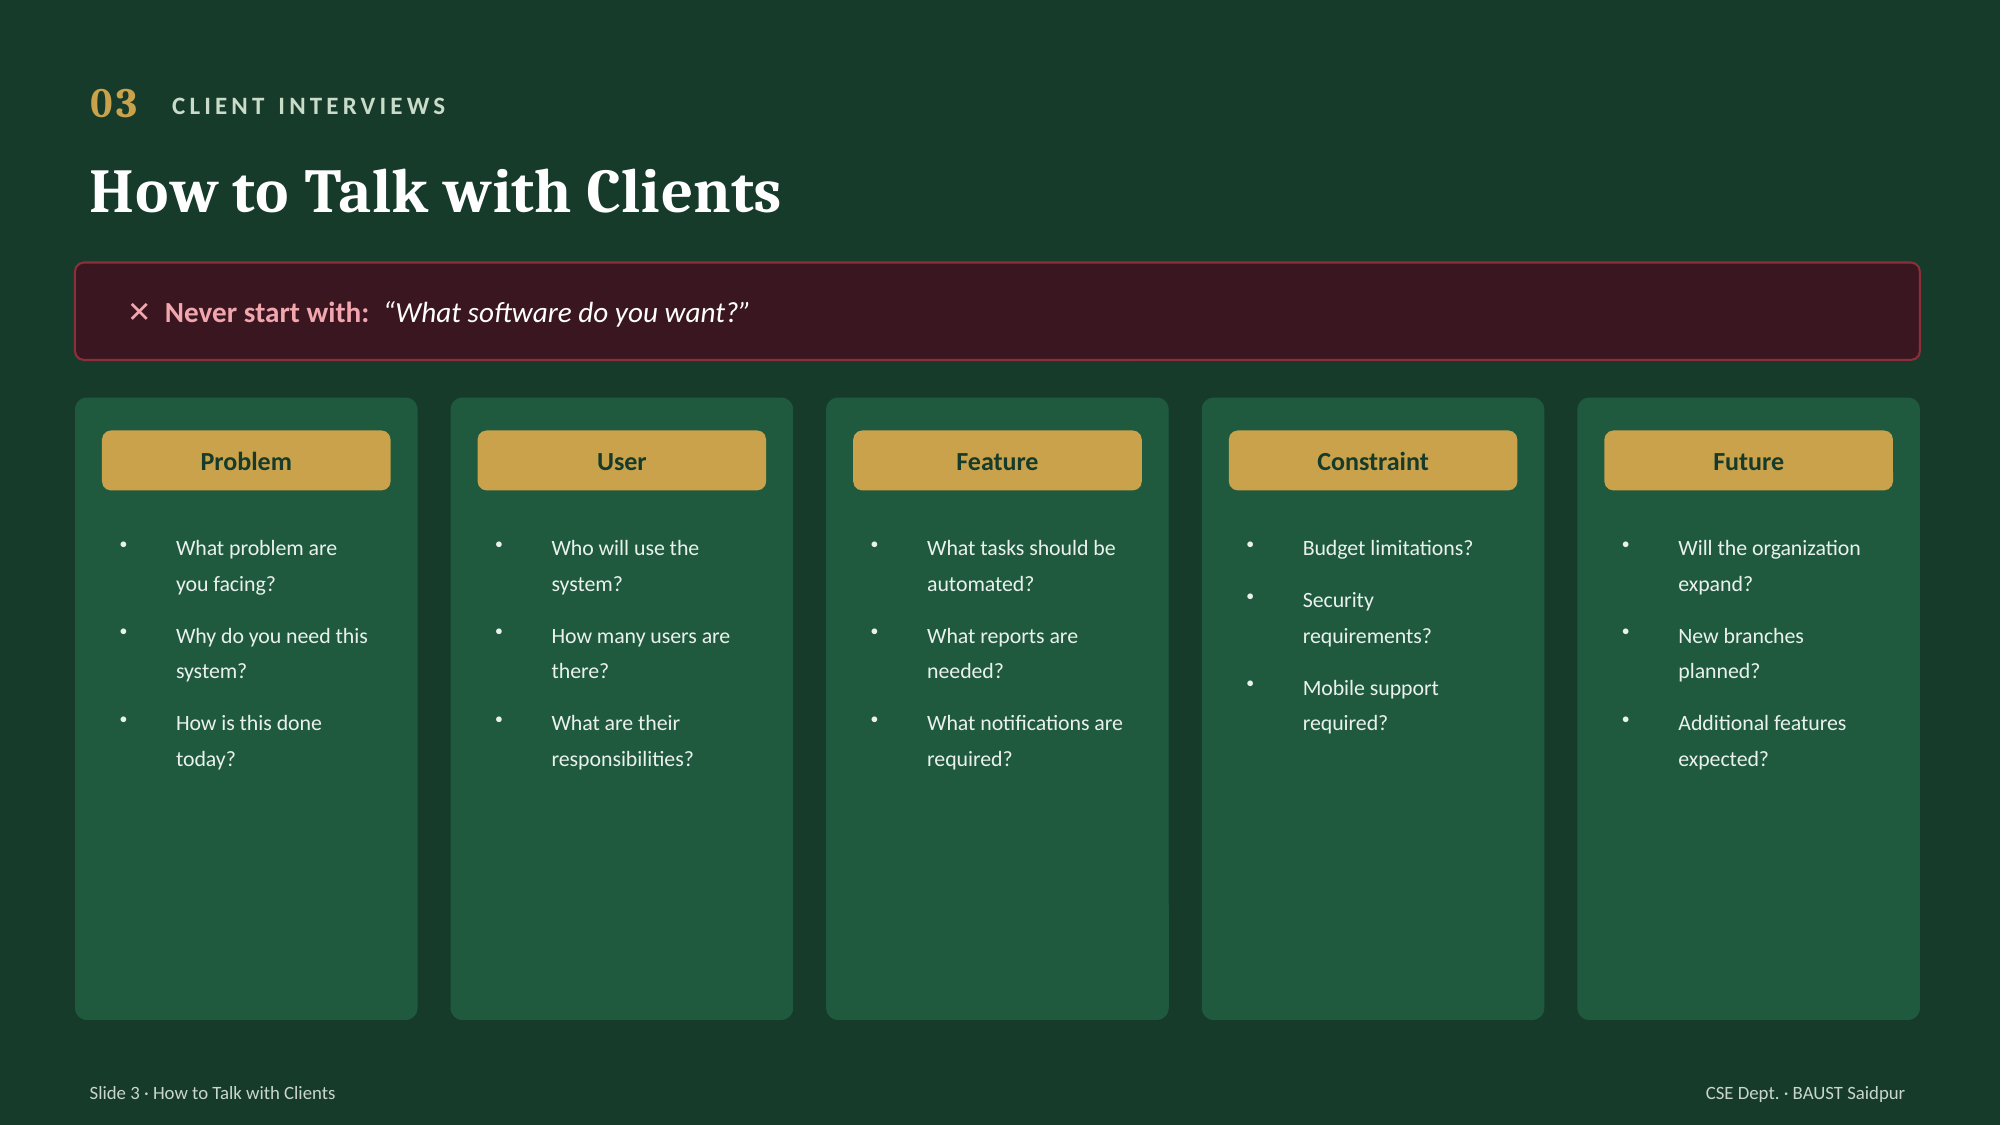 03 CLIENT INTERVIEWS
How to Talk with Clients
✕ Never start with: “What software do you want?”
Problem
• What problem are
you facing?
• Why do you need this
system?
• How is this done
today?
User
• Who will use the
system?
• How many users are
there?
• What are their
responsibilities?
Feature
• What tasks should be
automated?
• What reports are
needed?
• What notifications are
required?
Constraint
• Budget limitations?
• Security
requirements?
• Mobile support
required?
Future
• Will the organization
expand?
• New branches
planned?
• Additional features
expected?
Slide 3 · How to Talk with Clients
CSE Dept. · BAUST Saidpur